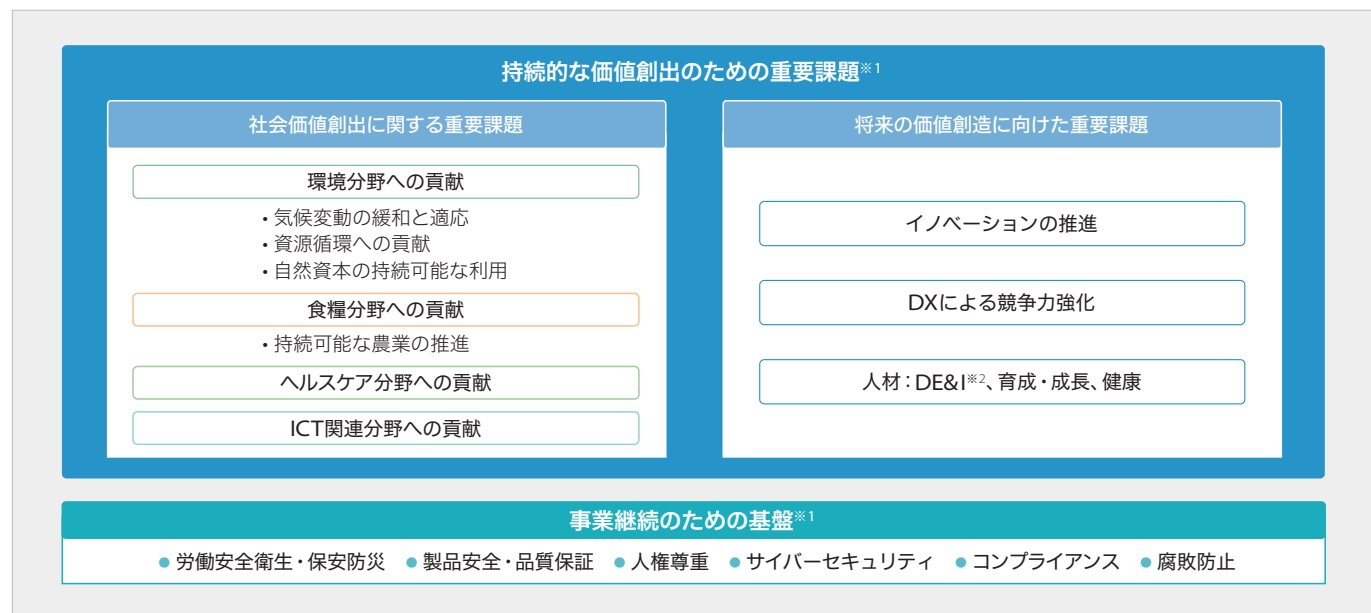 持続的な価値創出のための重要課題※1
社会価値創出に関する重要課題
環境分野への貢献
・気候変動の緩和と適応
・資源循環への貢献
・自然資本の持続可能な利用
食糧分野への貢献
・持続可能な農業の推進
ヘルスケア分野への貢献
ICT関連分野への貢献
将来の価値創造に向けた重要課題
イノベーションの推進
DXによる競争力強化
人材：DE&I※2、育成・成長、健康
事業継続のための基盤※1
● 労働安全衛生・保安防災 ● 製品安全・品質保証 ● 人権尊重 ● サイバーセキュリティ ● コンプライアンス ● 腐敗防止